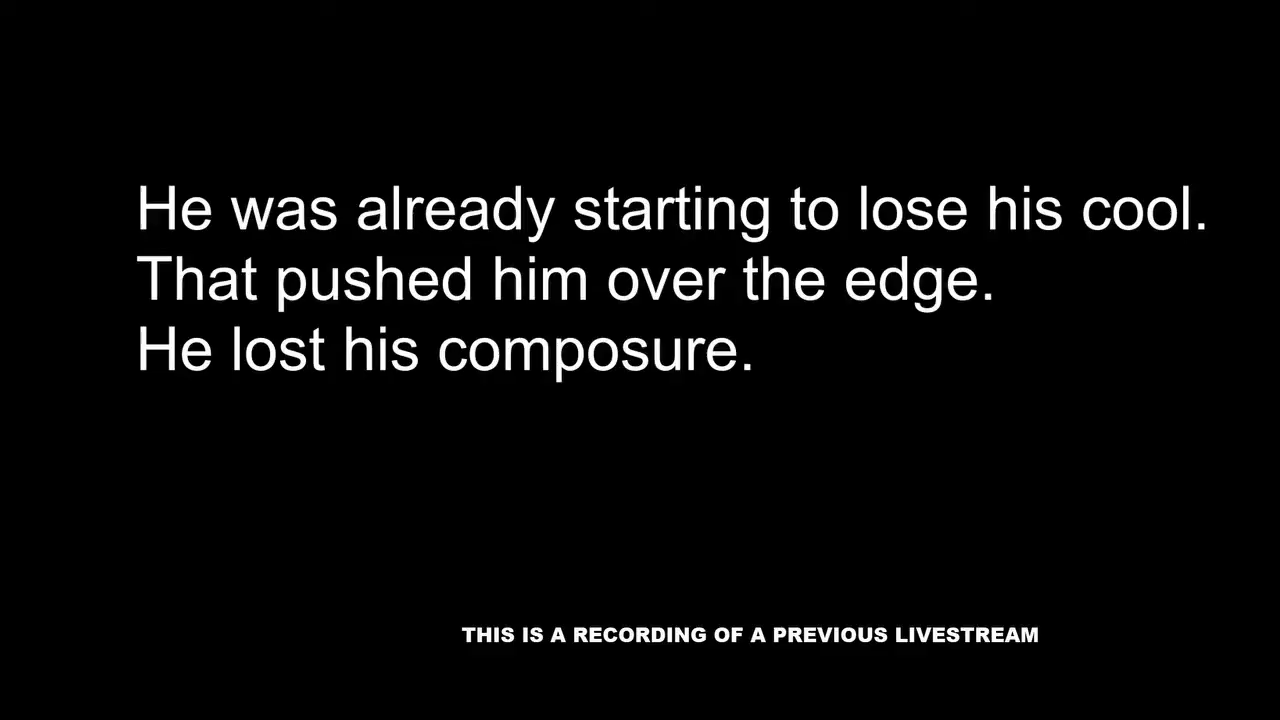 He was already starting to lose his cool.
That pushed him over the edge.
He lost his composure.
THIS IS A RECORDING OF A PREVIOUS LIVESTREAM